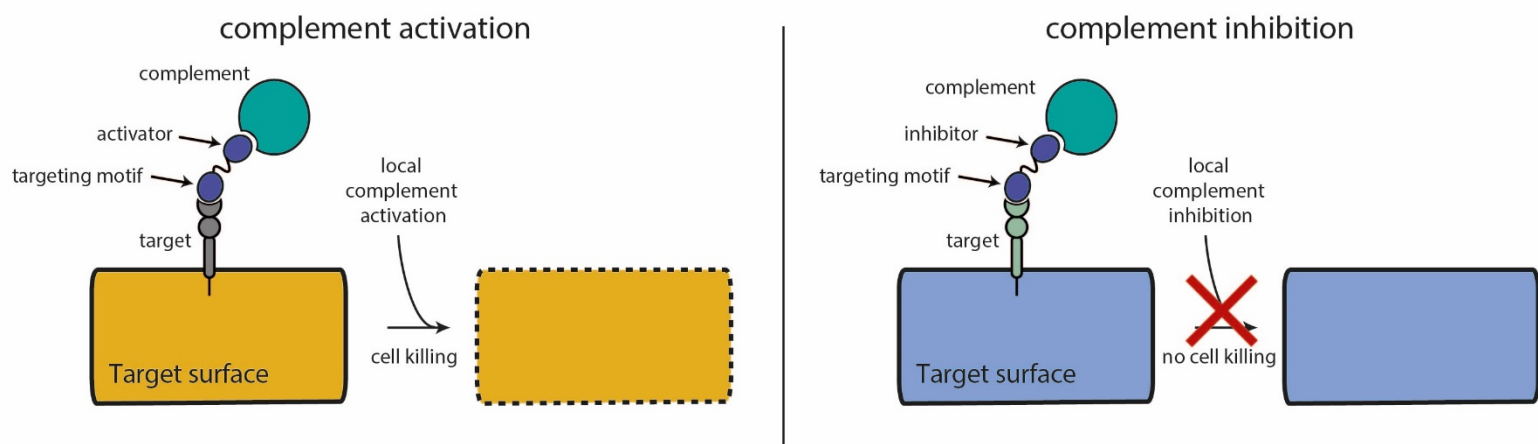 complement activation
complement
activator
targeting motif
target
Target surface
local
complement
activation
cell killing
complement inhibition
complement
inhibitor
targeting motif
target
Target surface
local
complement
inhibition
no cell killing